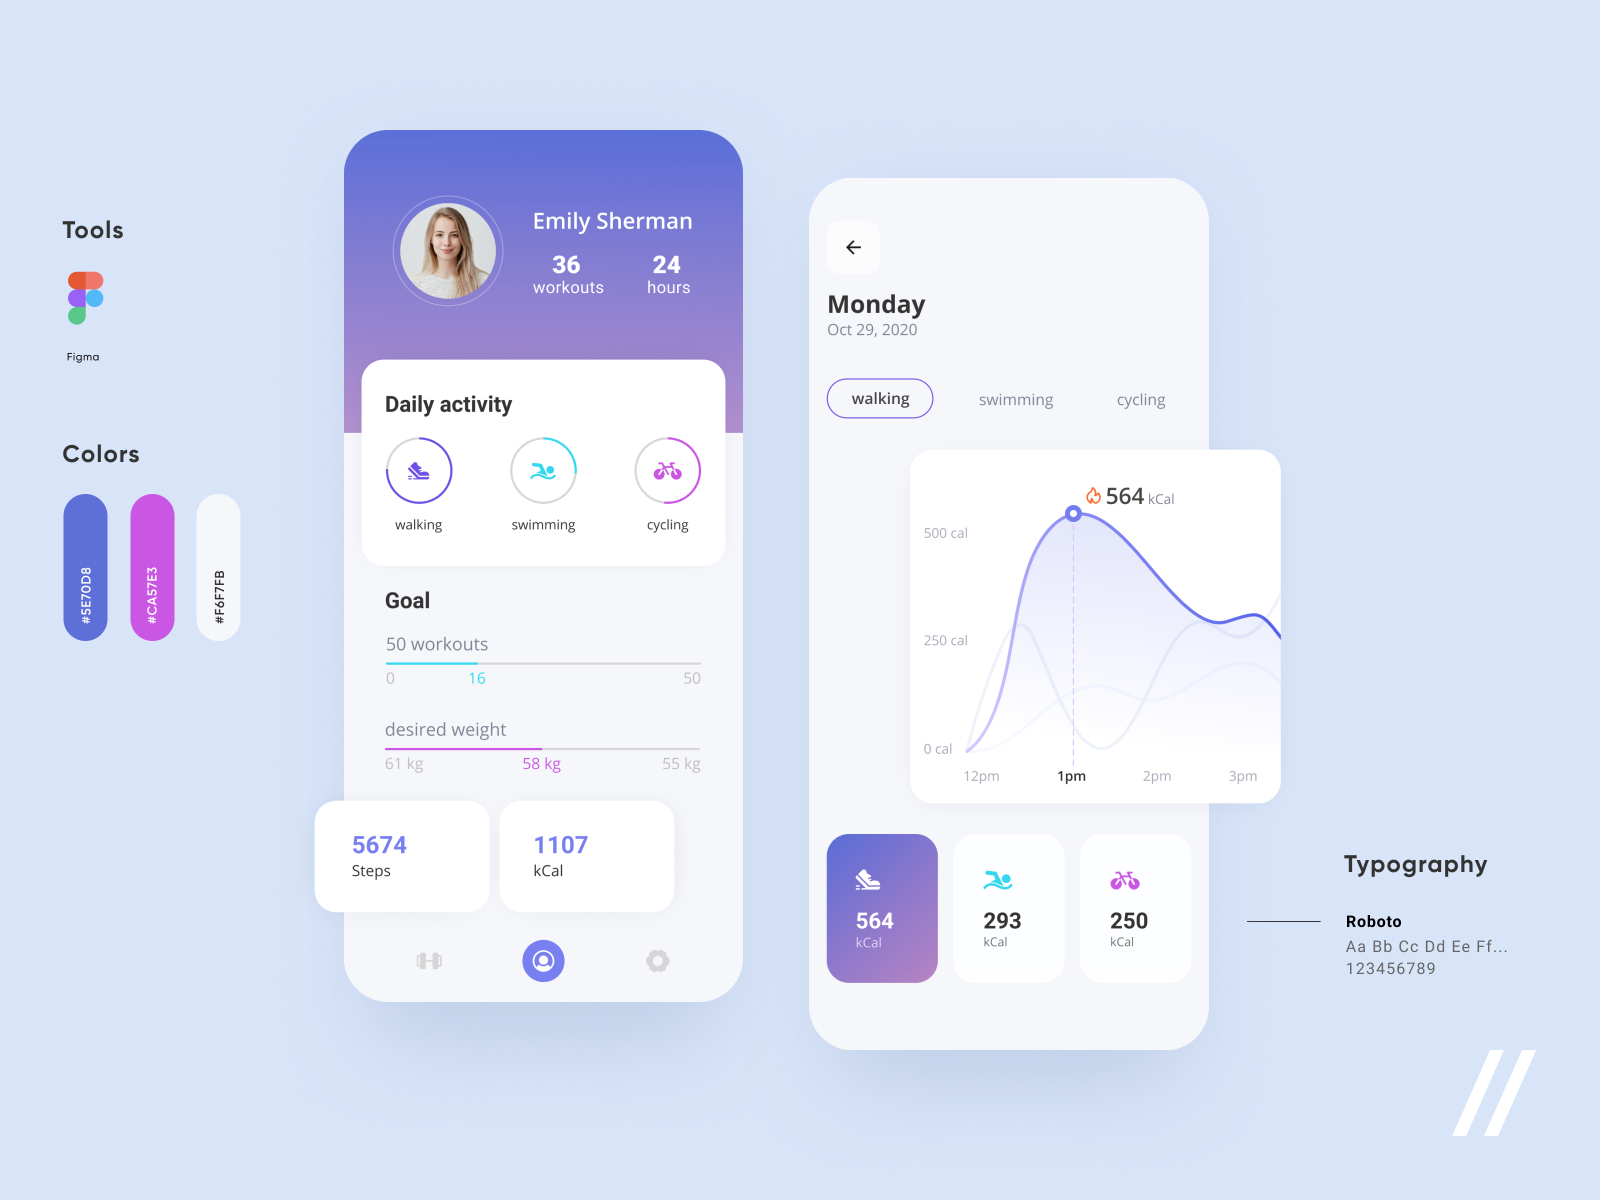 Tools
Figma
Colors
#5E70D8
#CA57E3
#F6F7FB
Emily Sherman
36
workouts
24
hours
Daily activity
walking
swimming
cycling
Goal
50 workouts
0
16
50
desired weight
61 kg
58 kg
55 kg
5674
Steps
1107
kCal
Monday
Oct 29, 2020
walking
swimming
cycling
564 kCal
500 cal
250 cal
0 cal
12pm
1pm
2pm
3pm
564
kCal
293
kCal
250
kCal
Typography
Roboto
Aa Bb Cc Dd Ee Ff...
123456789